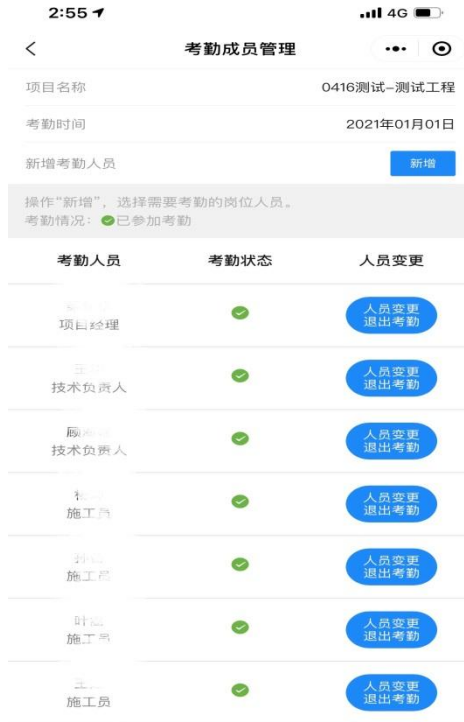 2:55
4G
考勤成员管理
项目名称 0416测试-测试工程
考勤时间 2021年01月01日
新增考勤人员 新增
操作“新增”，选择需要考勤的岗位人员。
考勤情况：已参加考勤
考勤人员 考勤状态 人员变更
项目经理
人员变更
退出考勤
技术负责人
人员变更
退出考勤
顾
技术负责人
人员变更
退出考勤
施工员
人员变更
退出考勤
施工员
人员变更
退出考勤
叶
施工员
人员变更
退出考勤
施工员
人员变更
退出考勤